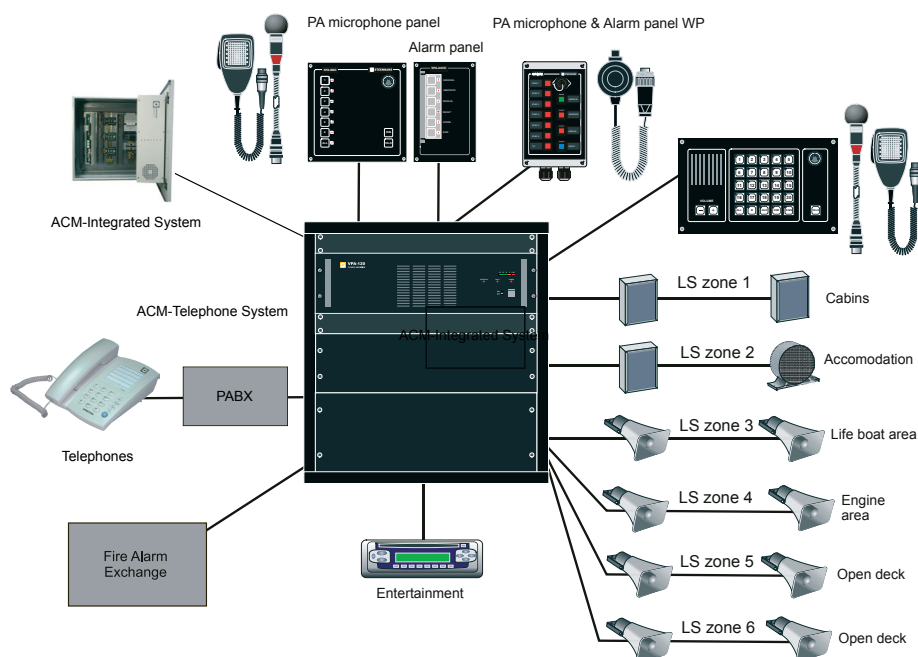 PA microphone panel
PA microphone & Alarm panel WP
Alarm panel
ACM-Integrated System
VOLUME
VPA-120
LS zone 1
Cabins
ACM-Telephone System
ACM-Integrated System
LS zone 2
Accomodation
PABX
LS zone 3
Life boat area
Telephones
LS zone 4
Engine
area
Fire Alarm
Exchange
LS zone 5
Open deck
Entertainment
LS zone 6
Open deck